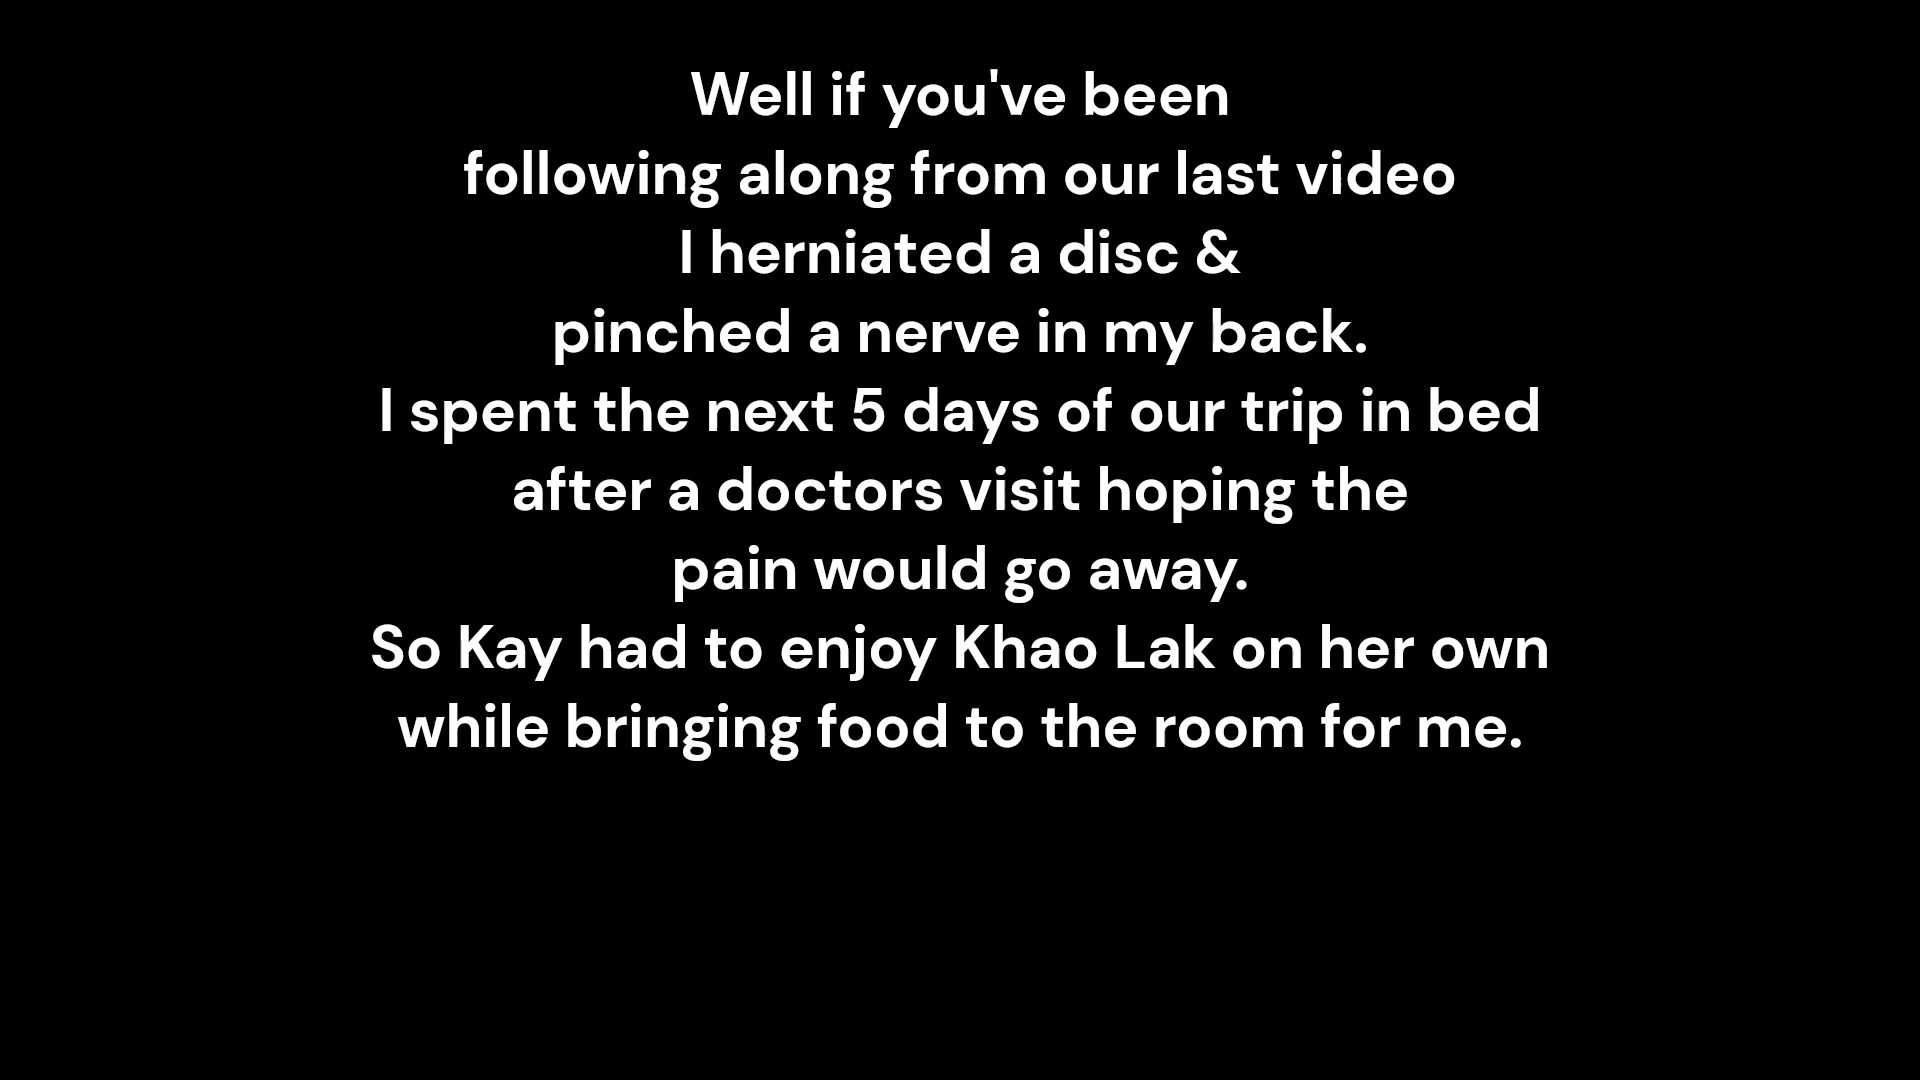 Well if you've been
following along from our last video
I herniated a disc &
pinched a nerve in my back.
I spent the next 5 days of our trip in bed
after a doctors visit hoping the
pain would go away.
So Kay had to enjoy Khao Lak on her own
while bringing food to the room for me.